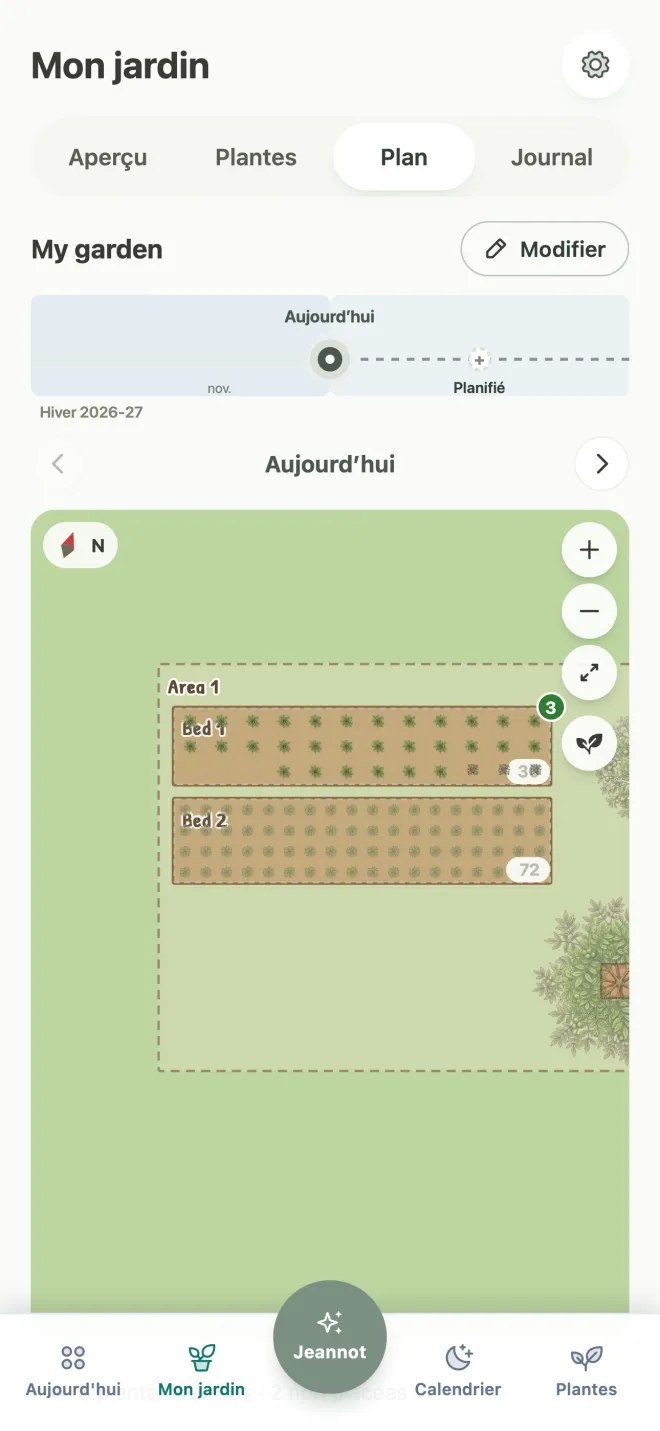 Mon jardin
Aperçu Plantes Plan Journal
My garden
Modifier
Aujourd’hui
nov.
Planifié
Hiver 2026-27
Aujourd’hui
N
Area 1
3
Bed 1
Bed 2
72
Jeannot
Aujourd'hui Mon jardin Calendrier Plantes